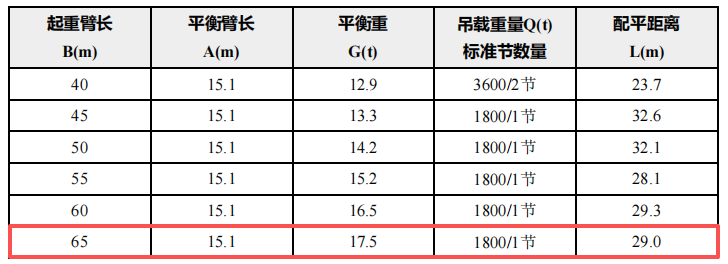 起重臂长 平衡臂长 平衡重 吊载重量Q(t) 配平距离
B(m) A(m) G(t) 标准节数量 L(m)
40 15.1 12.9 3600/2节 23.7
45 15.1 13.3 1800/1节 32.6
50 15.1 14.2 1800/1节 32.1
55 15.1 15.2 1800/1节 28.1
60 15.1 16.5 1800/1节 29.3
65 15.1 17.5 1800/1节 29.0